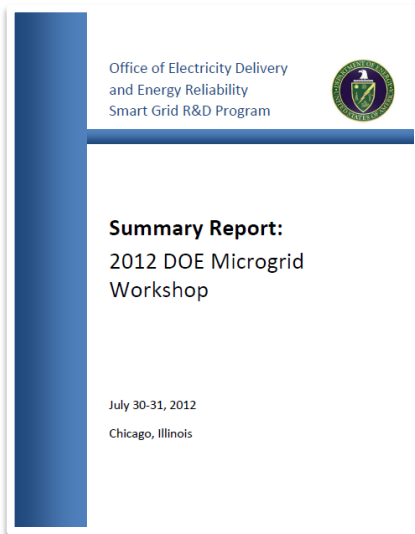 Office of Electricity Delivery
and Energy Reliability
Smart Grid R&D Program
Summary Report:
2012 DOE Microgrid
Workshop
July 30-31, 2012
Chicago, Illinois